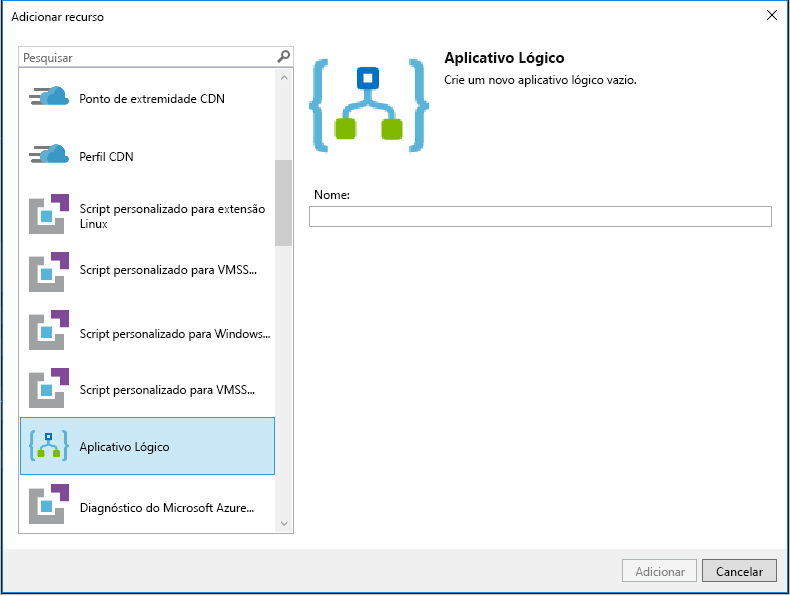 Adicionar recurso
Pesquisar
Ponto de extremidade CDN
Perfil CDN
Script personalizado para extensão
Linux
Script personalizado para VMSS...
Script personalizado para Windows...
Script personalizado para VMSS...
Aplicativo Lógico
Diagnóstico do Microsoft Azure...
Aplicativo Lógico
Crie um novo aplicativo lógico vazio.
Nome:
Adicionar
Cancelar